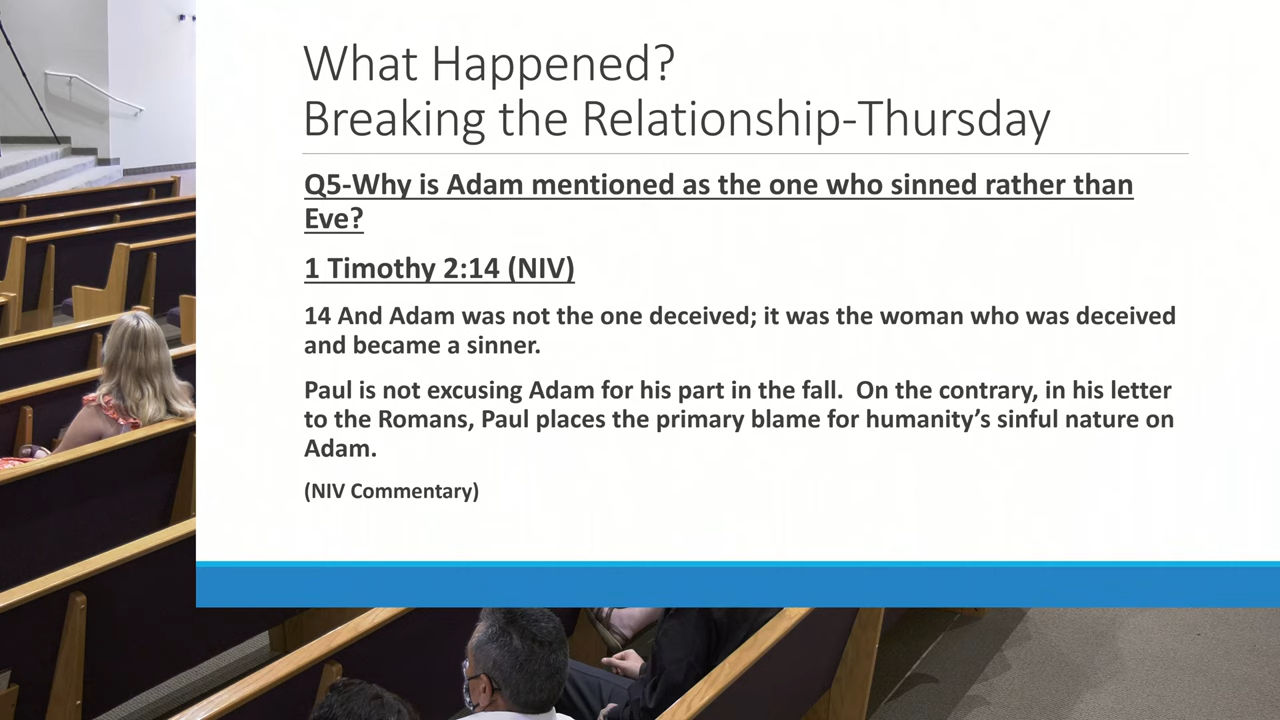 What Happened?
Breaking the Relationship-Thursday
Q5-Why is Adam mentioned as the one who sinned rather than
Eve?
1 Timothy 2:14 (NIV)
14 And Adam was not the one deceived; it was the woman who was deceived
and became a sinner.
Paul is not excusing Adam for his part in the fall.  On the contrary, in his letter
to the Romans, Paul places the primary blame for humanity’s sinful nature on
Adam.
(NIV Commentary)